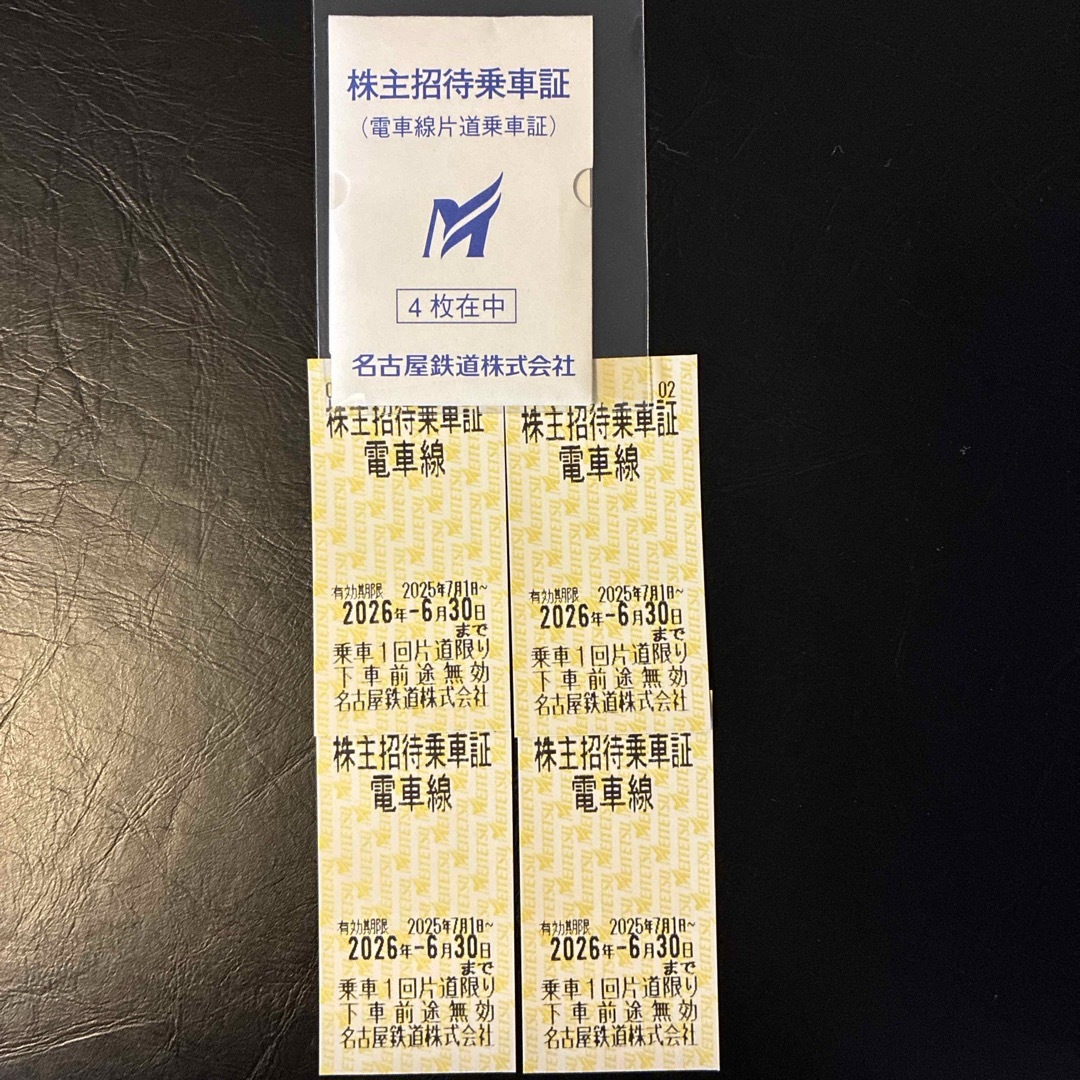 株主招待乗車証
（電車線片道乗車証）
4枚在中
名古屋鉄道株式会社
株主招待乗車証
電車線
有効期限 2025年7月1日~
2026年-6月30日
まで
乗車1回片道限り
下車前途無効
名古屋鉄道株式会社
02
株主招待乗車証
電車線
有効期限 2025年7月1日~
2026年-6月30日
まで
乗車1回片道限り
下車前途無効
名古屋鉄道株式会社
株主招待乗車証
電車線
有効期限 2025年7月1日~
2026年-6月30日
まで
乗車1回片道限り
下車前途無効
名古屋鉄道株式会社
株主招待乗車証
電車線
有効期限 2025年7月1日~
2026年-6月30日
まで
乗車1回片道限り
下車前途無効
名古屋鉄道株式会社